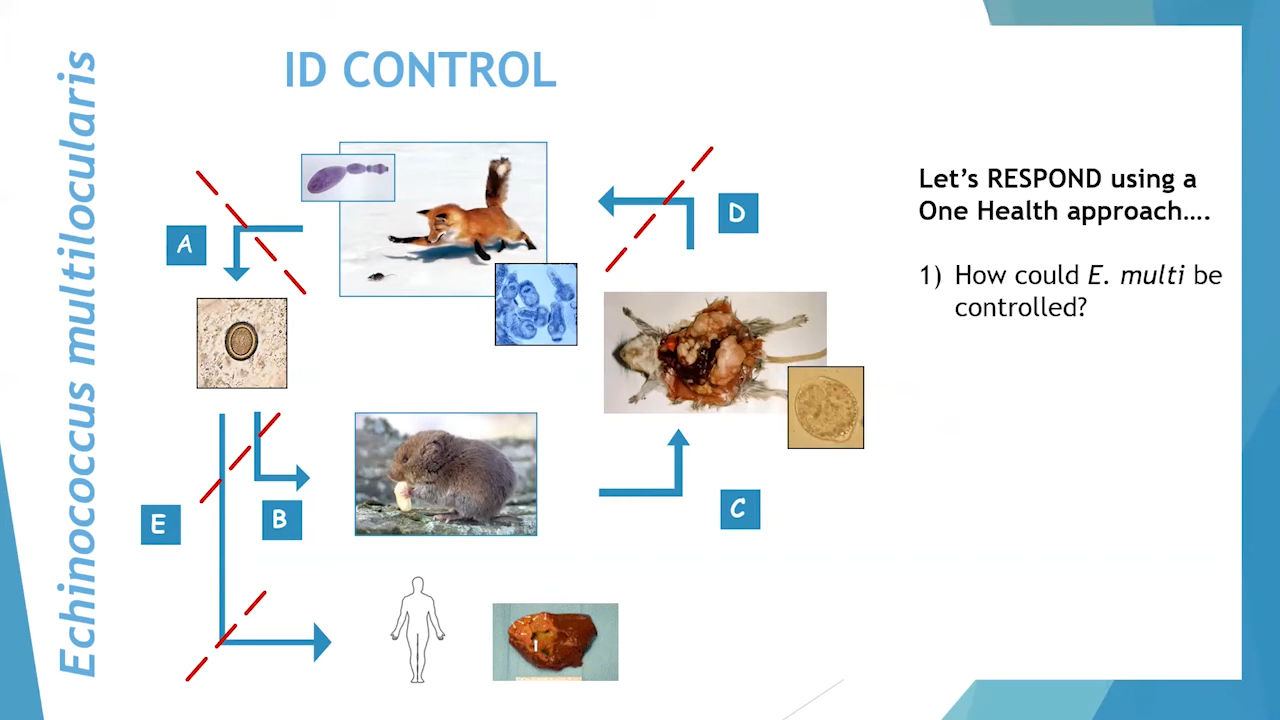 Echinococcus multilocularis
ID CONTROL
A
D
B
C
E
Let's RESPOND using a
One Health approach....
1) How could E. multi be
controlled?